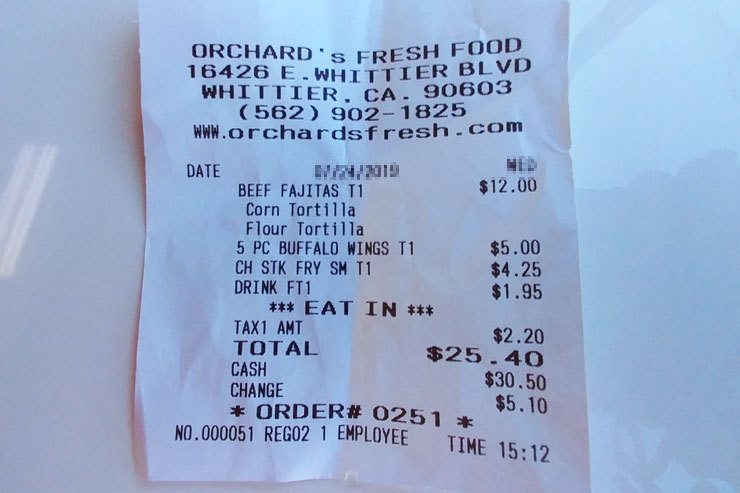 ORCHARD's FRESH FOOD
16426 E.WHITTIER BLVD
WHITTIER, CA. 90603
(562) 902-1825
WWW.orchardsfresh.com
DATE
BEEF FAJITAS T1 $12.00
Corn Tortilla
Flour Tortilla
5 PC BUFFALO WINGS T1 $5.00
CH STK FRY SM T1 $4.25
DRINK FT1 $1.95
*** EAT IN ***
TAX1 AMT $2.20
TOTAL $25.40
CASH $30.50
CHANGE $5.10
* ORDER# 0251 *
NO.000051 REG02 1 EMPLOYEE TIME 15:12